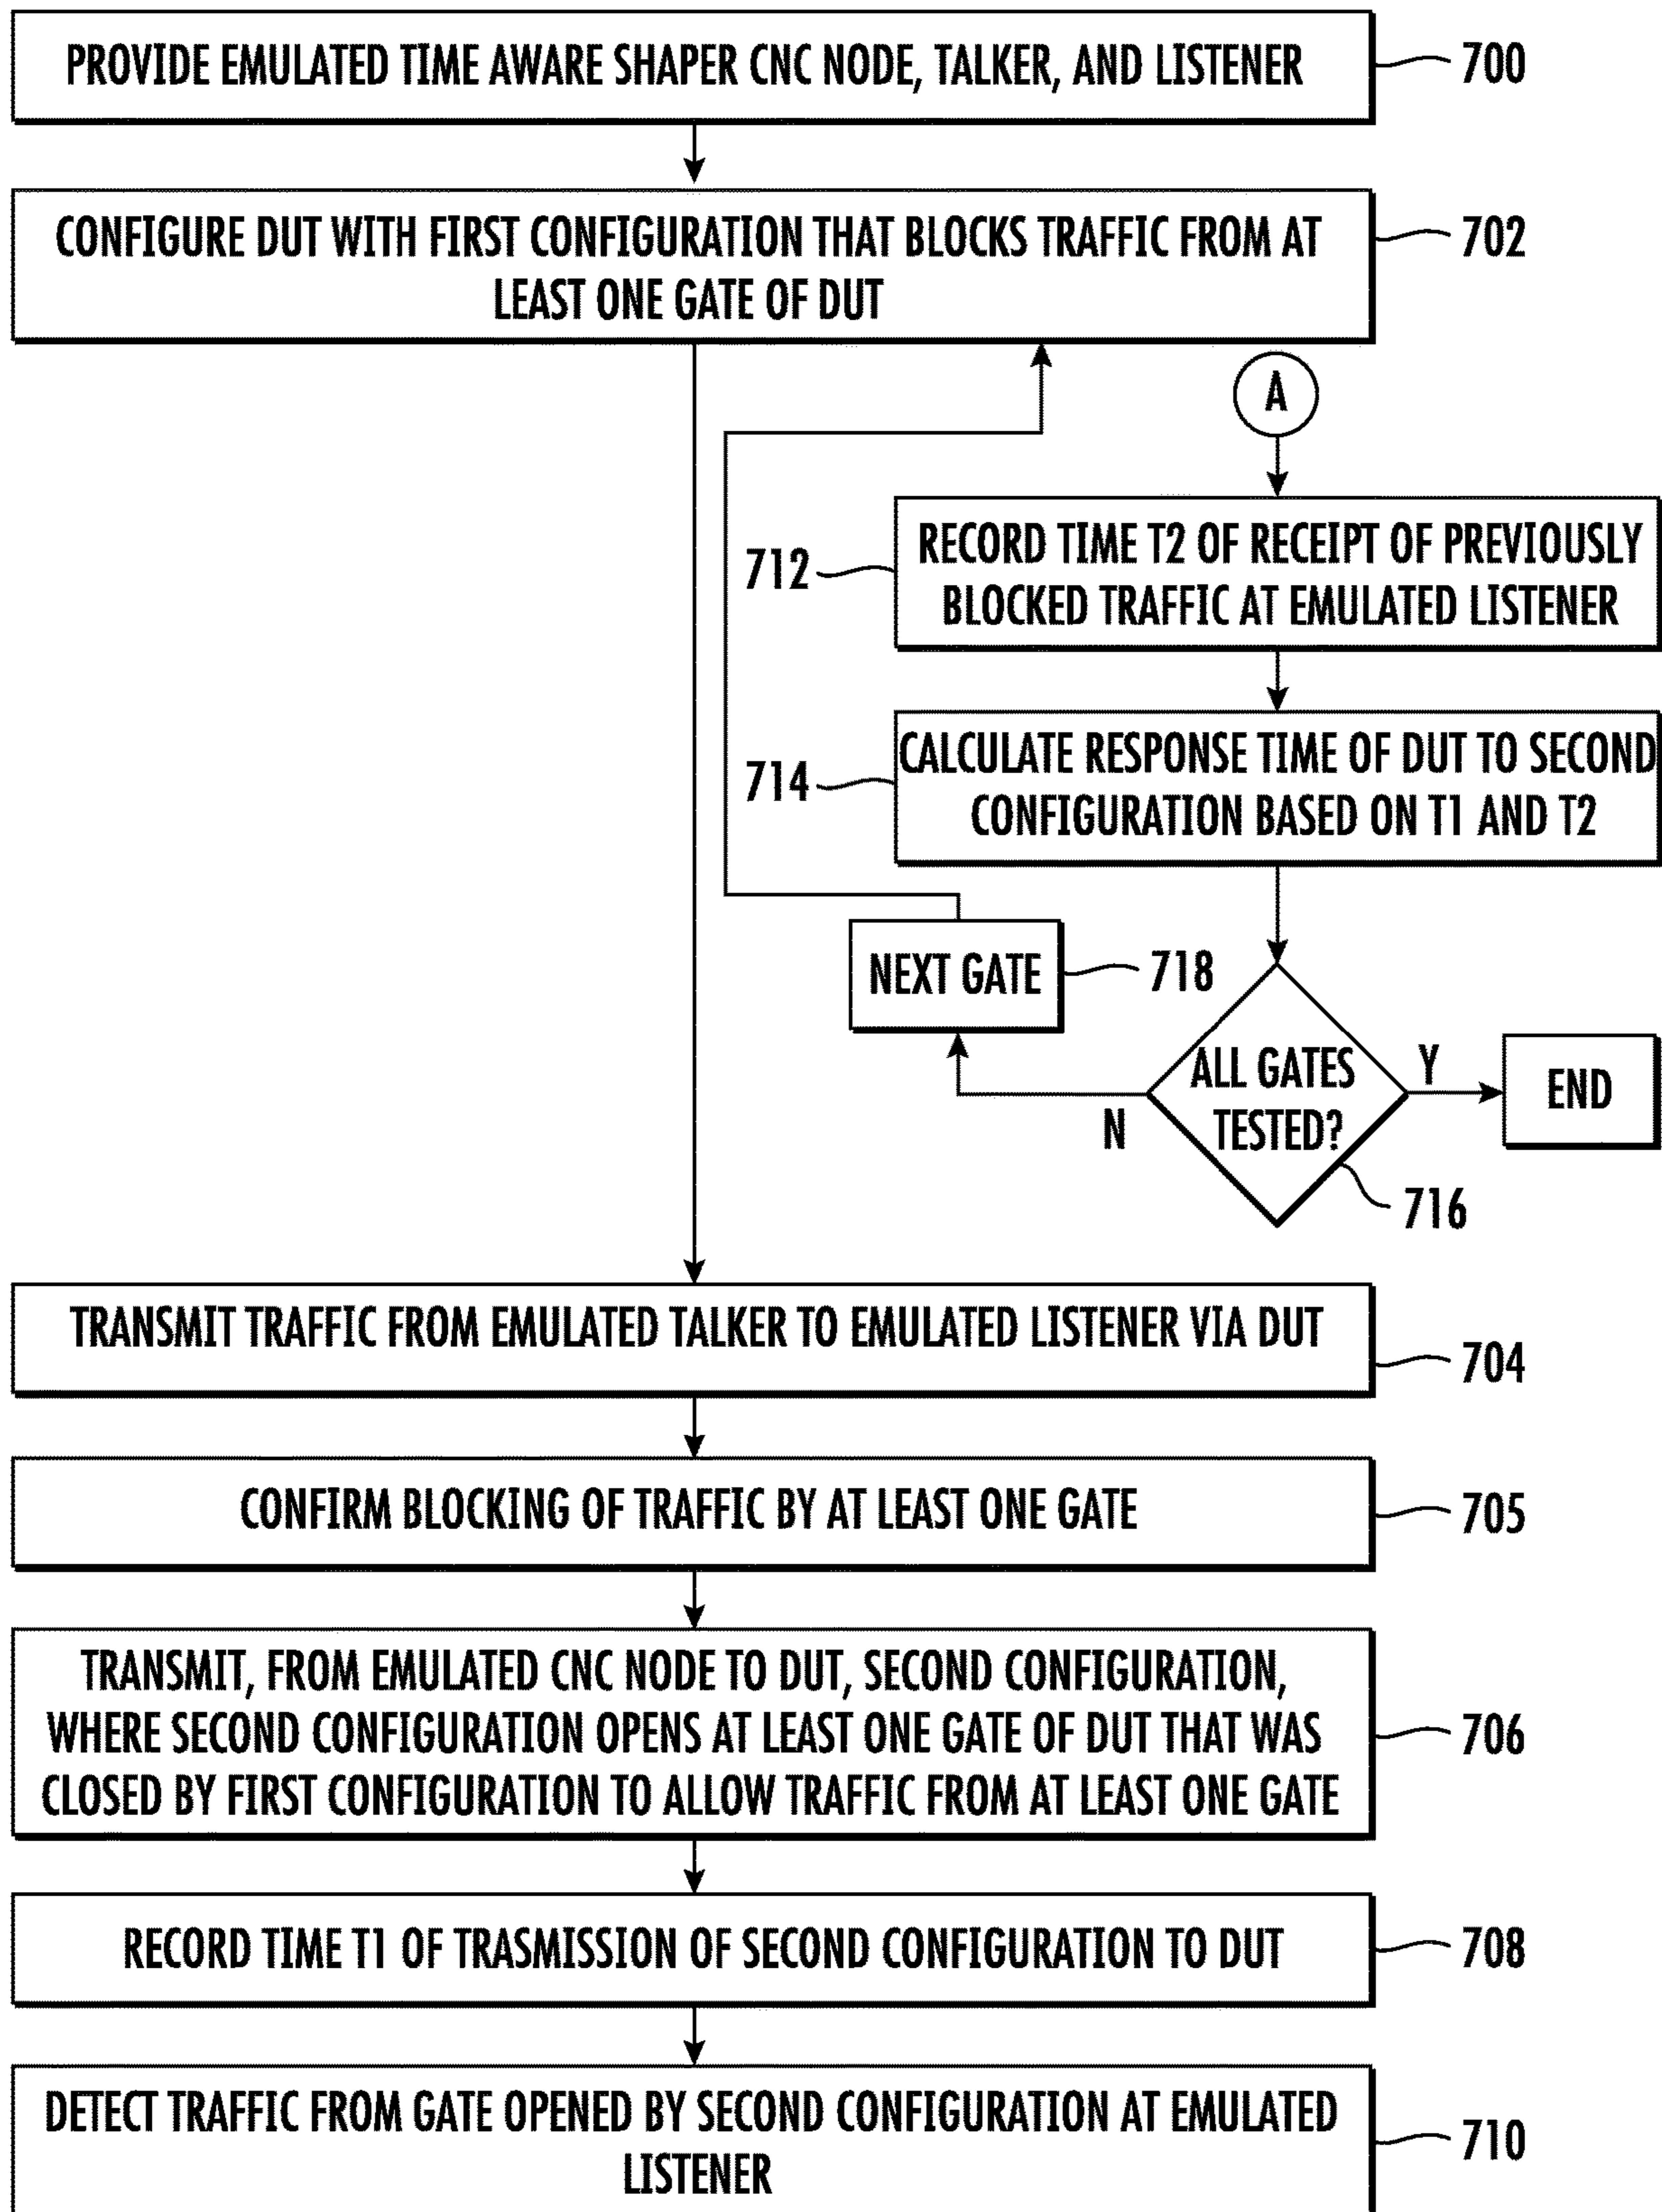 PROVIDE EMULATED TIME AWARE SHAPER CNC NODE, TALKER, AND LISTENER
700
CONFIGURE DUT WITH FIRST CONFIGURATION THAT BLOCKS TRAFFIC FROM AT
LEAST ONE GATE OF DUT
702
A
RECORD TIME T2 OF RECEIPT OF PREVIOUSLY
BLOCKED TRAFFIC AT EMULATED LISTENER
712
CALCULATE RESPONSE TIME OF DUT TO SECOND
CONFIGURATION BASED ON T1 AND T2
714
NEXT GATE
718
ALL GATES
TESTED?
Y
END
N
716
TRANSMIT TRAFFIC FROM EMULATED TALKER TO EMULATED LISTENER VIA DUT
704
CONFIRM BLOCKING OF TRAFFIC BY AT LEAST ONE GATE
705
TRANSMIT, FROM EMULATED CNC NODE TO DUT, SECOND CONFIGURATION,
WHERE SECOND CONFIGURATION OPENS AT LEAST ONE GATE OF DUT THAT WAS
CLOSED BY FIRST CONFIGURATION TO ALLOW TRAFFIC FROM AT LEAST ONE GATE
706
RECORD TIME T1 OF TRASMISSION OF SECOND CONFIGURATION TO DUT
708
DETECT TRAFFIC FROM GATE OPENED BY SECOND CONFIGURATION AT EMULATED
LISTENER
710